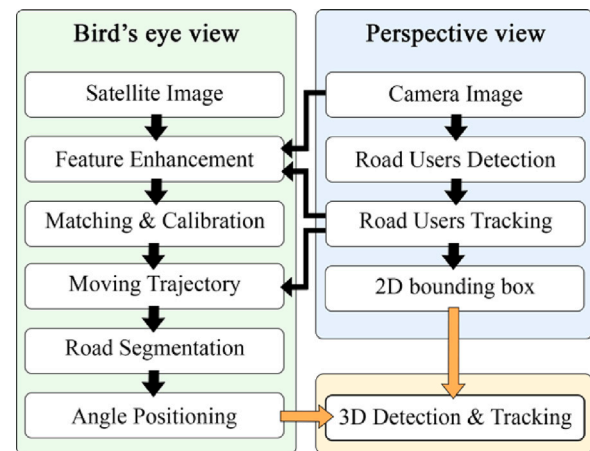 Bird's eye view
Satellite Image
Feature Enhancement
Matching & Calibration
Moving Trajectory
Road Segmentation
Angle Positioning
Perspective view
Camera Image
Road Users Detection
Road Users Tracking
2D bounding box
3D Detection & Tracking